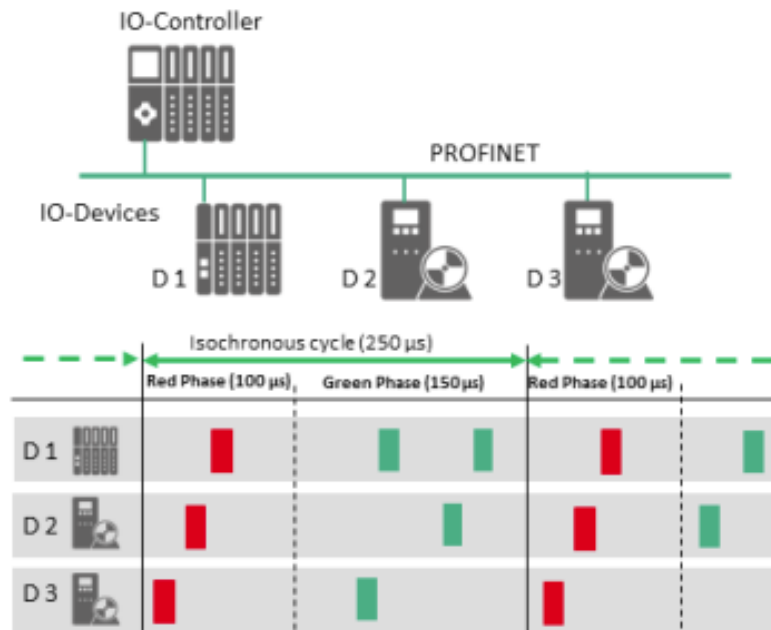 IO-Controller
PROFINET
IO-Devices
D 1
D 2
D 3
Isochronous cycle (250 µs)
Red Phase (100 µs)
Green Phase (150 µs)
Red Phase (100 µs)
D 1
D 2
D 3